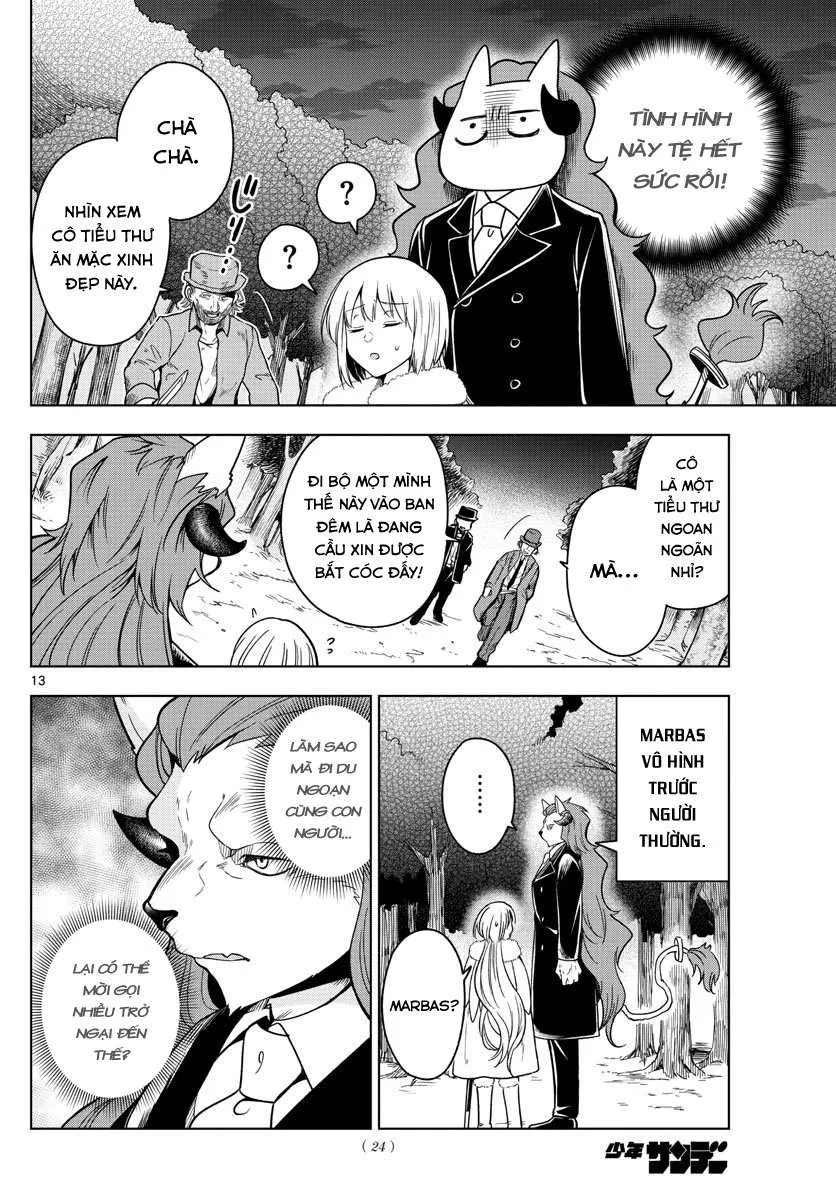 TÌNH HÌNH
NÀY TỆ HẾT
SỨC RỒI!
?
?
CHÀ
CHÀ.
NHÌN XEM
CÔ TIỂU THƯ
ĂN MẶC XINH
ĐẸP NÀY.
じ
り
CÔ
LÀ MỘT
TIỂU THƯ
NGOAN
NGOÃN
NHỈ?
MÀ...
ĐI BỘ MỘT MÌNH
THẾ NÀY VÀO BAN
ĐÊM LÀ ĐANG
CẦU XIN ĐƯỢC
BẮT CÓC ĐẤY!
?
13
MARBAS
VÔ HÌNH
TRƯỚC
NGƯỜI
THƯỜNG.
......
MARBAS?
LÀM SAO
MÀ ĐI DU
NGOẠN
CÙNG CON
NGƯỜI...
LẠI CÓ THỂ
MỜI GỌI
NHIỀU TRỞ
NGẠI ĐẾN
THẾ?
( 24 )
少年サンデー